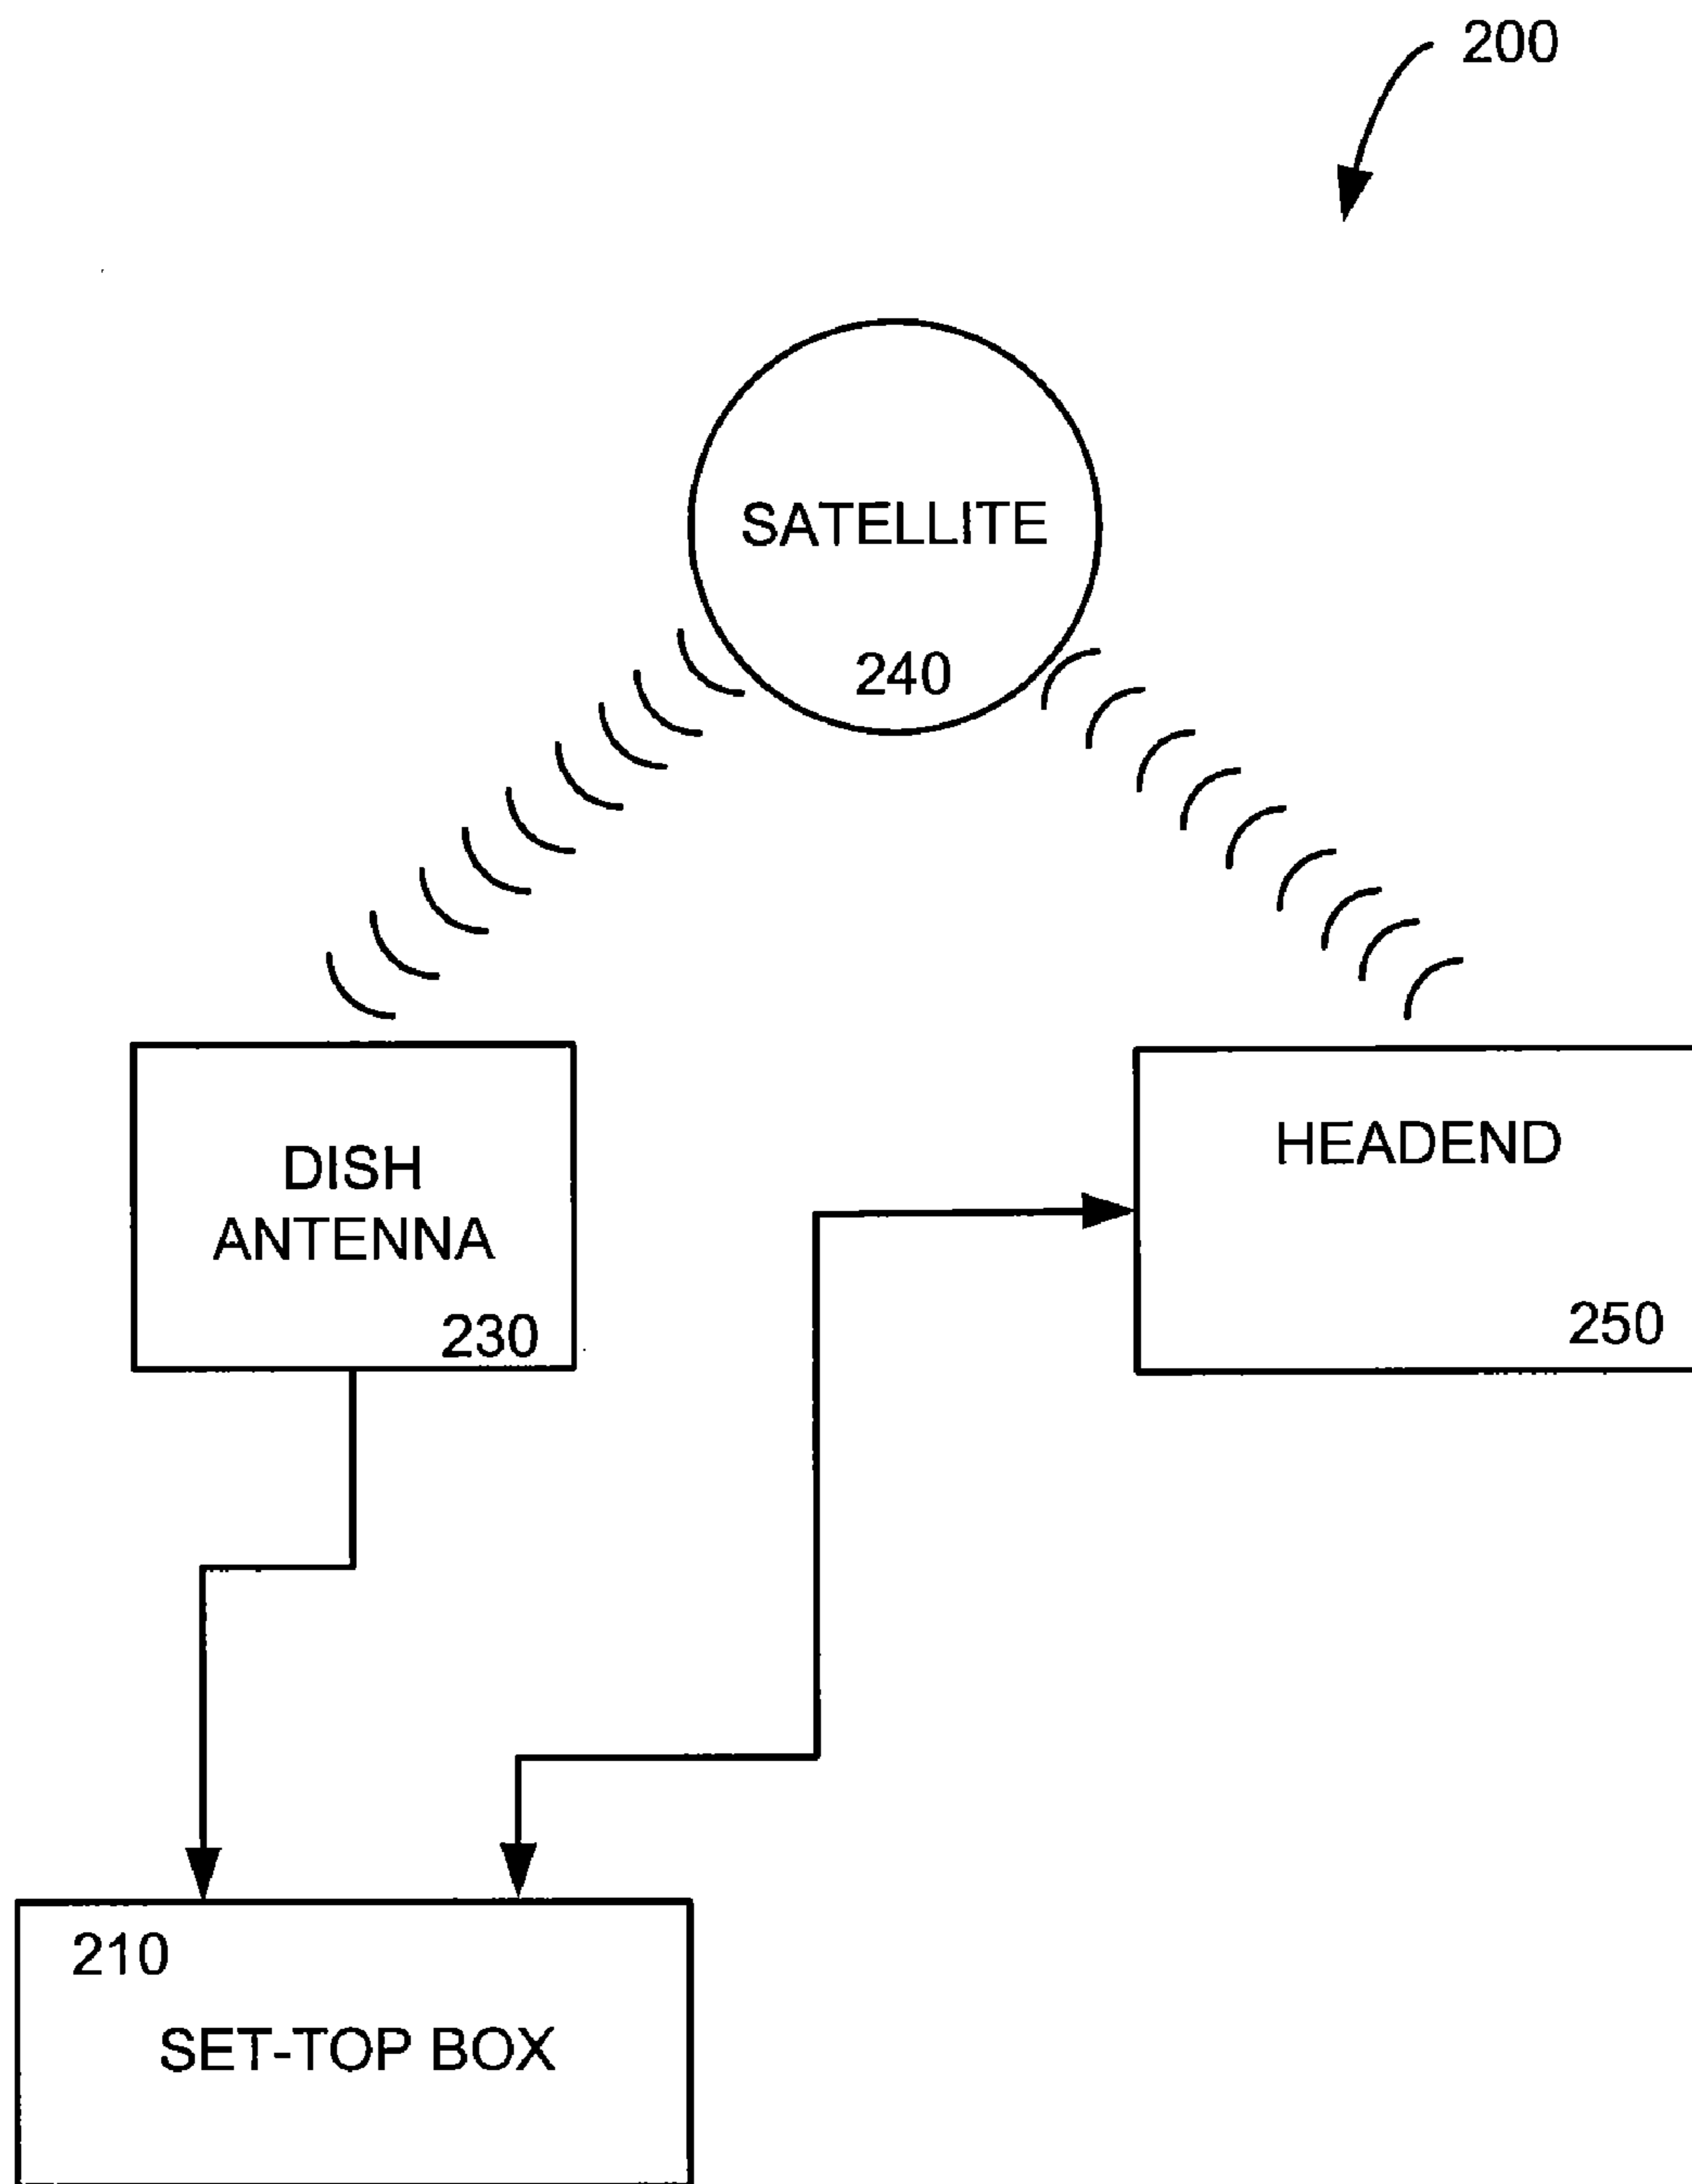 200
SATELLITE
240
DISH
ANTENNA
230
HEADEND
250
210
SET-TOP BOX